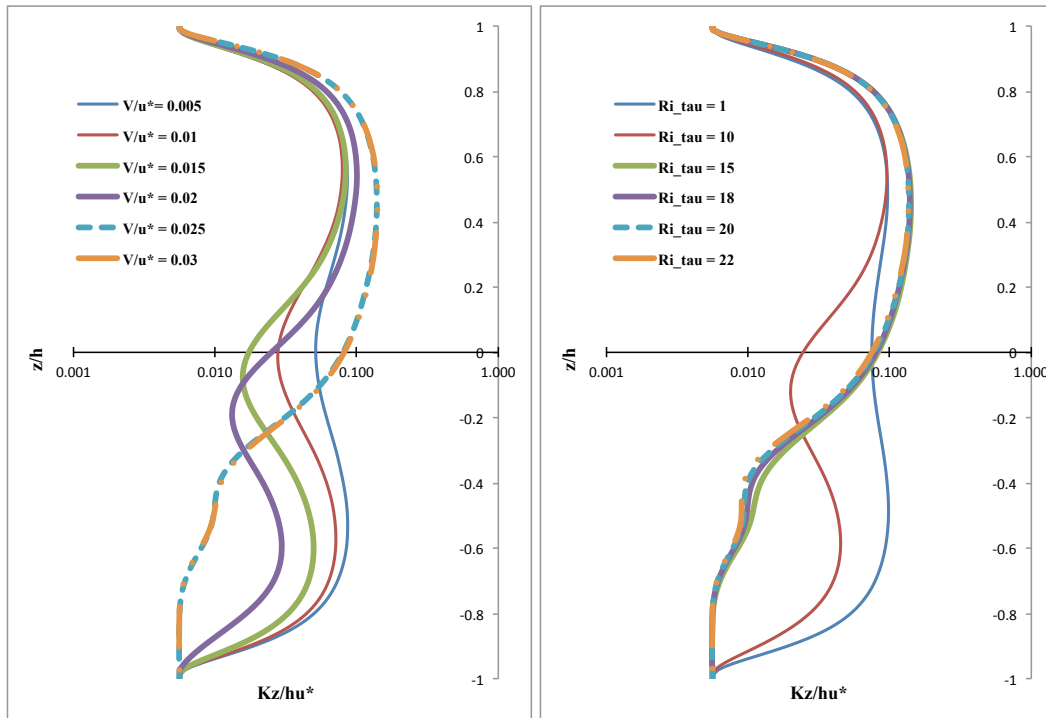 1
0.8
V/u*= 0.005
V/u* = 0.01
0.6
V/u* = 0.015
V/u* = 0.02
0.4
V/u* = 0.025
V/u* = 0.03
0.2
z/h
0
0.001
0.010
0.100
1.000
-0.2
-0.4
-0.6
-0.8
-1
Kz/hu*
1
0.8
Ri_tau = 1
Ri_tau = 10
0.6
Ri_tau = 15
Ri_tau = 18
0.4
Ri_tau = 20
Ri_tau = 22
0.2
z/h
0
0.001
0.010
0.100
1.000
-0.2
-0.4
-0.6
-0.8
-1
Kz/hu*